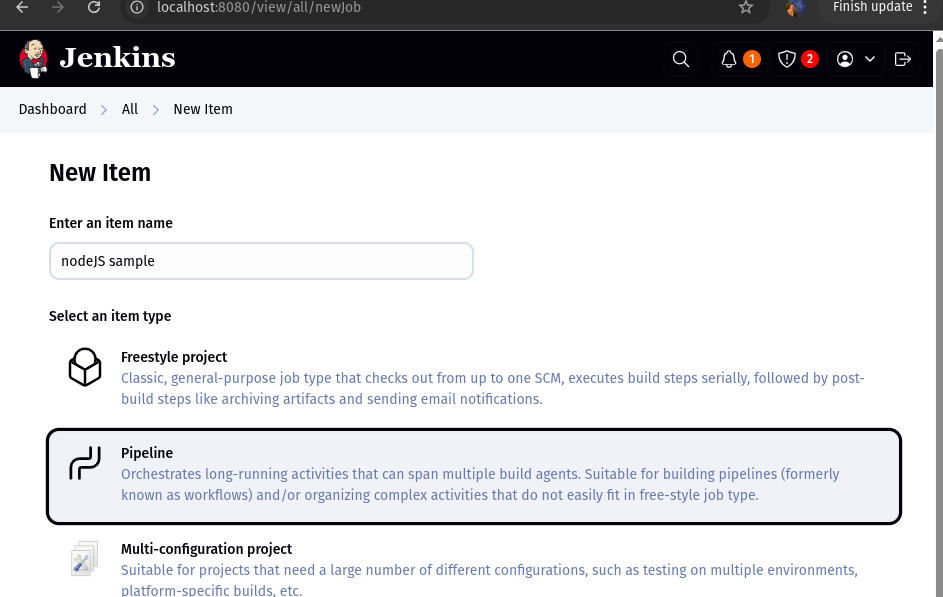 localhost:8080/view/all/newJob
Finish update
Jenkins
1
2
Dashboard
All
New Item
New Item
Enter an item name
nodeJS sample
Select an item type
Freestyle project
Classic, general-purpose job type that checks out from up to one SCM, executes build steps serially, followed by post-
build steps like archiving artifacts and sending email notifications.
Pipeline
Orchestrates long-running activities that can span multiple build agents. Suitable for building pipelines (formerly
known as workflows) and/or organizing complex activities that do not easily fit in free-style job type.
Multi-configuration project
Suitable for projects that need a large number of different configurations, such as testing on multiple environments,
platform-specific builds, etc.